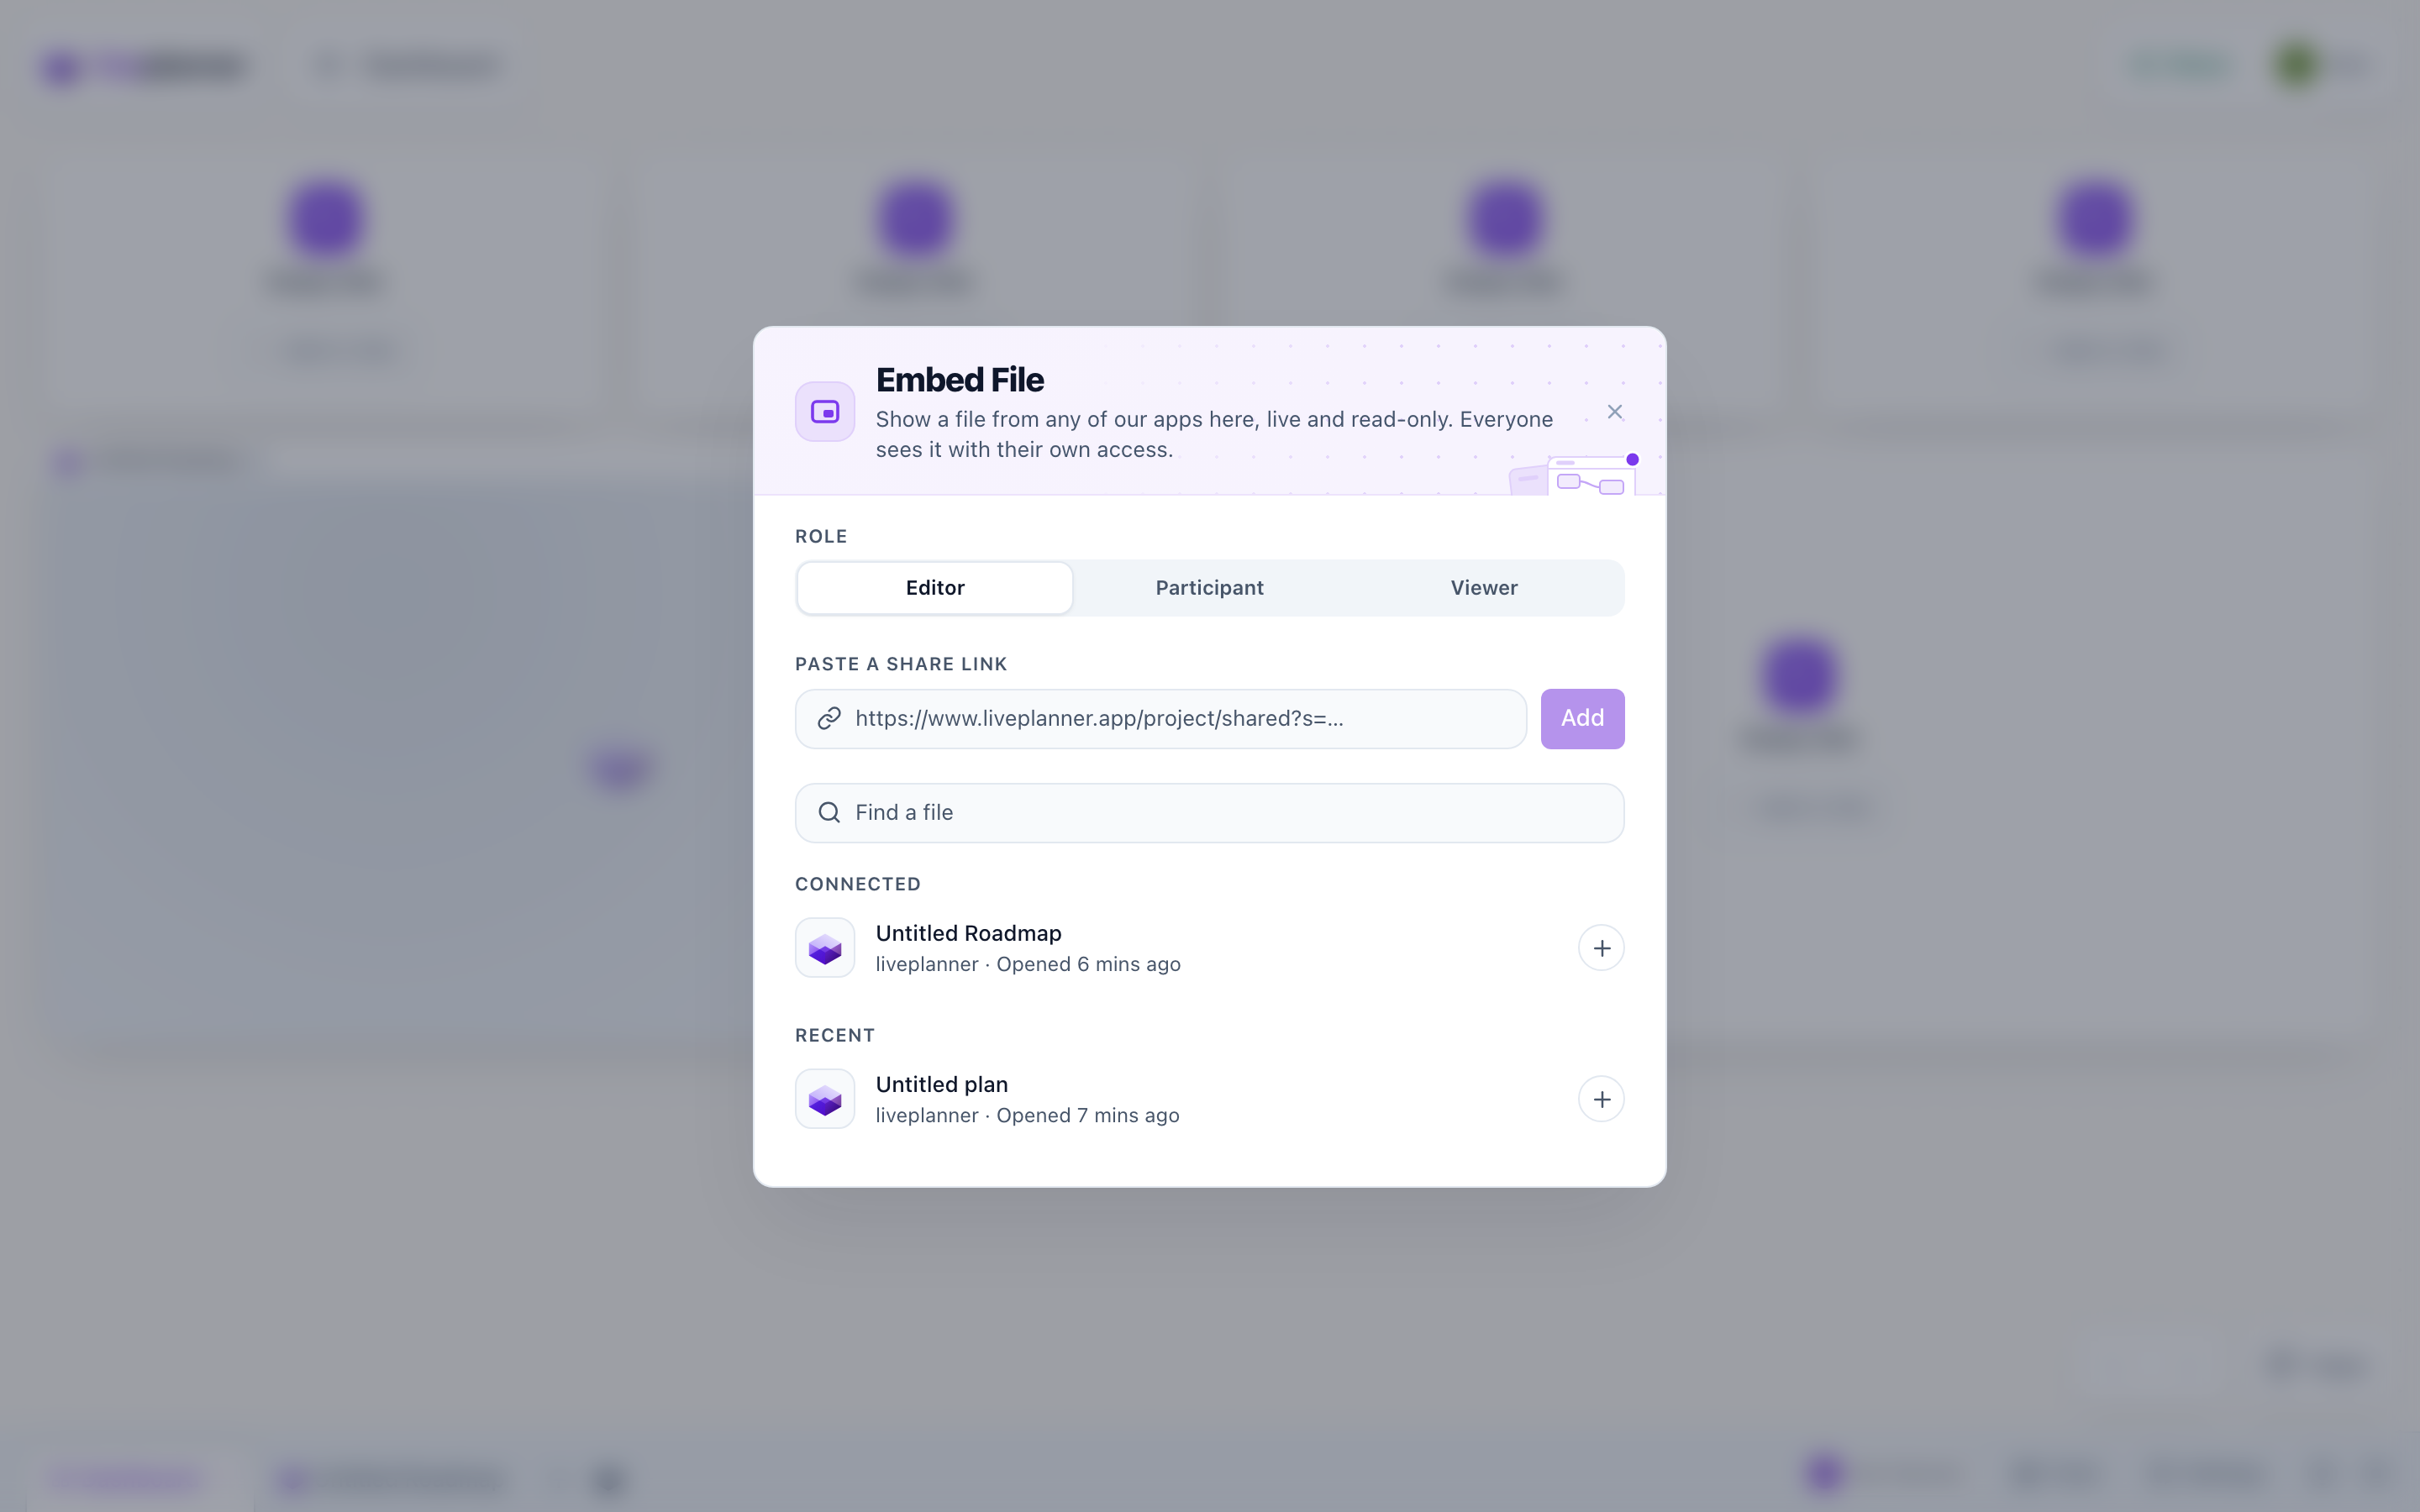 Embed File
Show a file from any of our apps here, live and read-only. Everyone
sees it with their own access.
ROLE
Editor
Participant
Viewer
PASTE A SHARE LINK
https://www.liveplanner.app/project/shared?s=...
Add
Find a file
CONNECTED
Untitled Roadmap
liveplanner · Opened 6 mins ago
RECENT
Untitled plan
liveplanner · Opened 7 mins ago